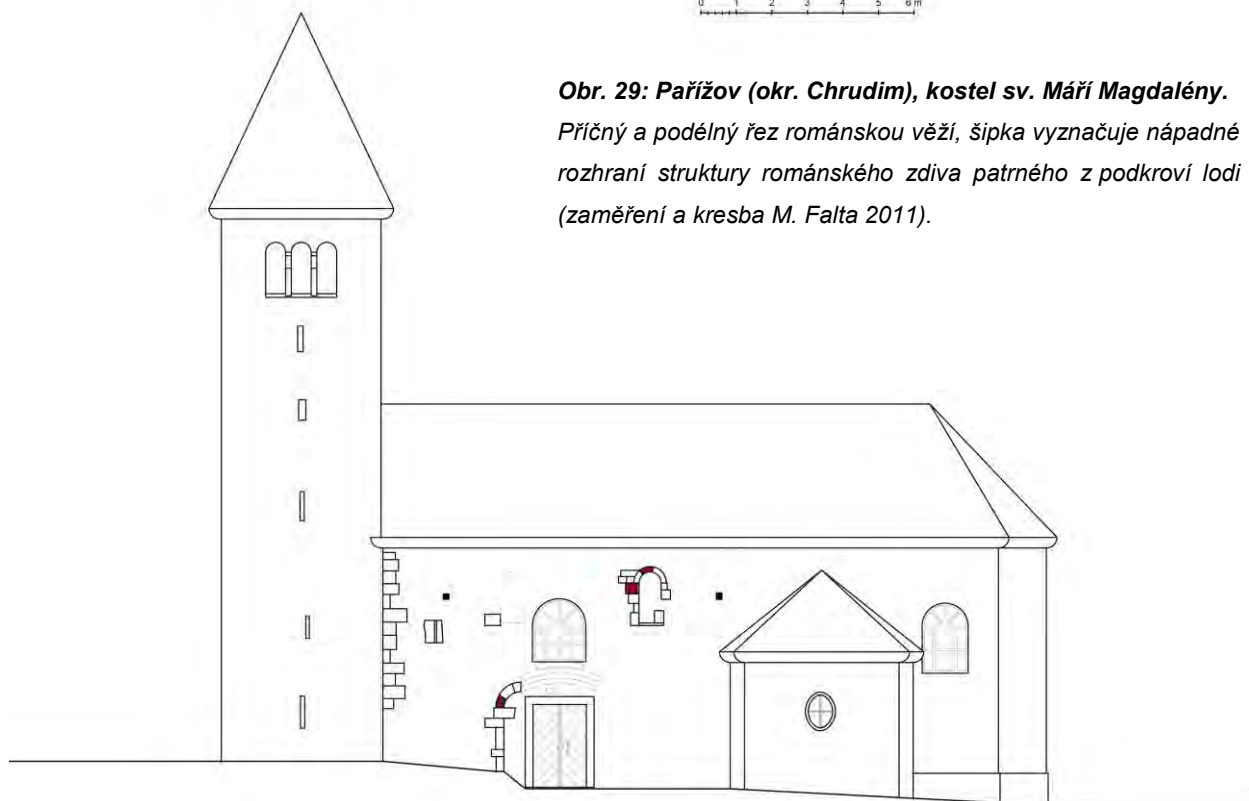 0 1 2 3 4 5 6 m
Obr. 29: Pařížov (okr. Chrudim), kostel sv. Máří Magdalény.
Příčný a podélný řez románskou věží, šipka vyznačuje nápadné
rozhraní struktury románského zdiva patrného z podkroví lodi
(zaměření a kresba M. Falta 2011).